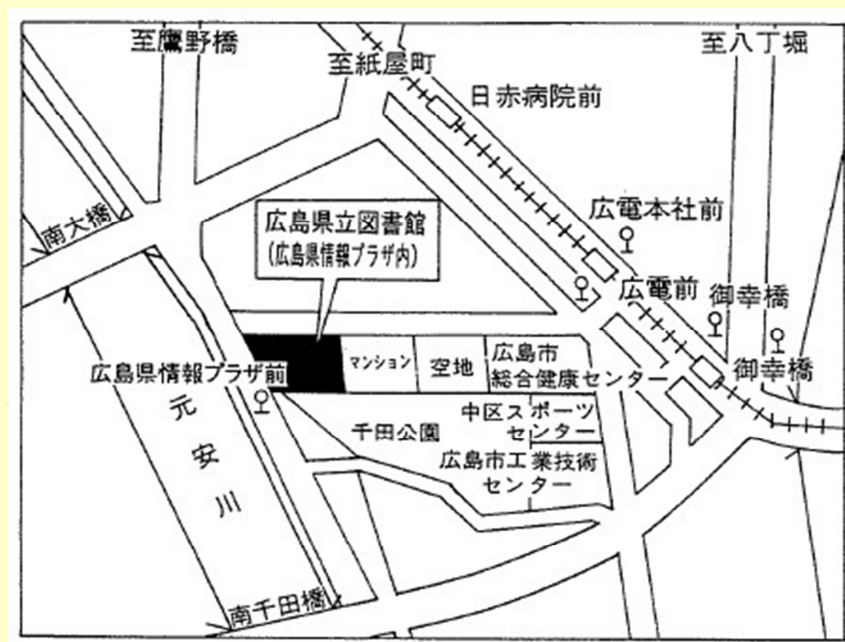 至鷹野橋
至紙屋町
至八丁堀
日赤病院前
南大橋
広島県立図書館
(広島県情報プラザ内)
広電本社前
広電前
御幸橋
御幸橋
広島県情報プラザ前
マンション
空地
広島市
総合健康センター
中区スポーツ
センター
千田公園
広島市工業技術
センター
元安川
南千田橋